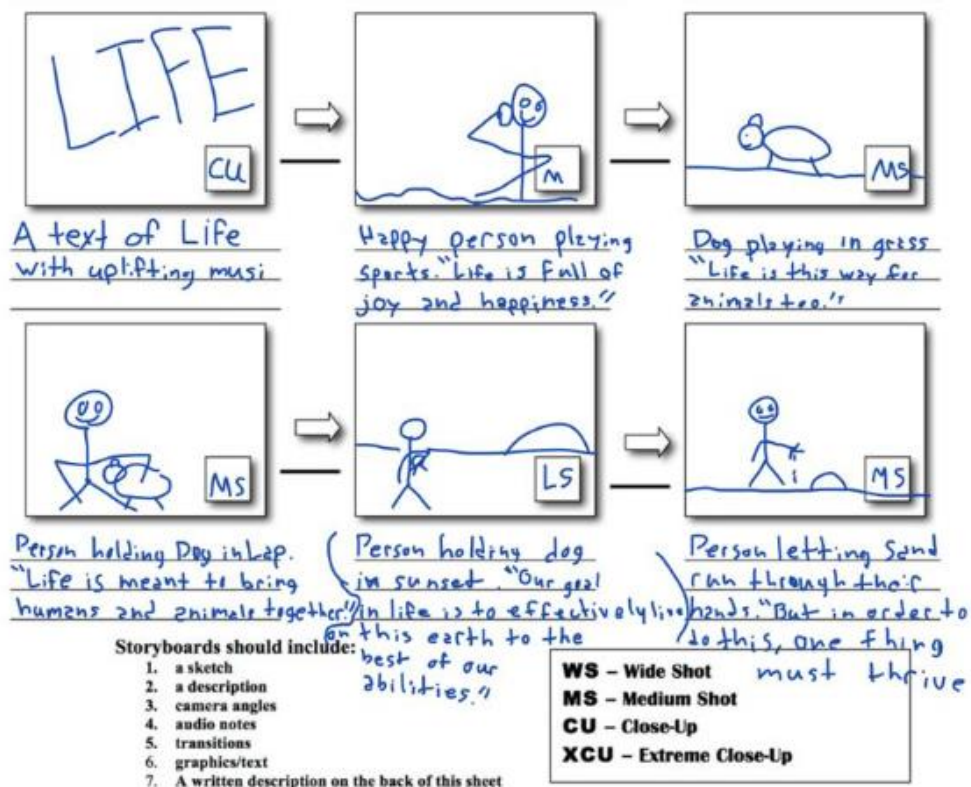 LIFE
CU
M
MS
A text of Life
with uplifting musi
Happy person playing
sports. "Life is full of
joy and happiness."
Dog playing in grass
"Life is this way for
animals too."
MS
LS
MS
Person holding Dog in Lap.
"Life is meant to bring
humans and animals together."
Person holding dog
in sunset. "Our goal
in life is to effectively live
on this earth to the
best of our
abilities."
Person letting Sand
run through their
hands. "But in order to
do this, one thing
must thrive
Storyboards should include:
1. a sketch
2. a description
3. camera angles
4. audio notes
5. transitions
6. graphics/text
7. A written description on the back of this sheet
WS – Wide Shot
MS – Medium Shot
CU – Close-Up
XCU – Extreme Close-Up